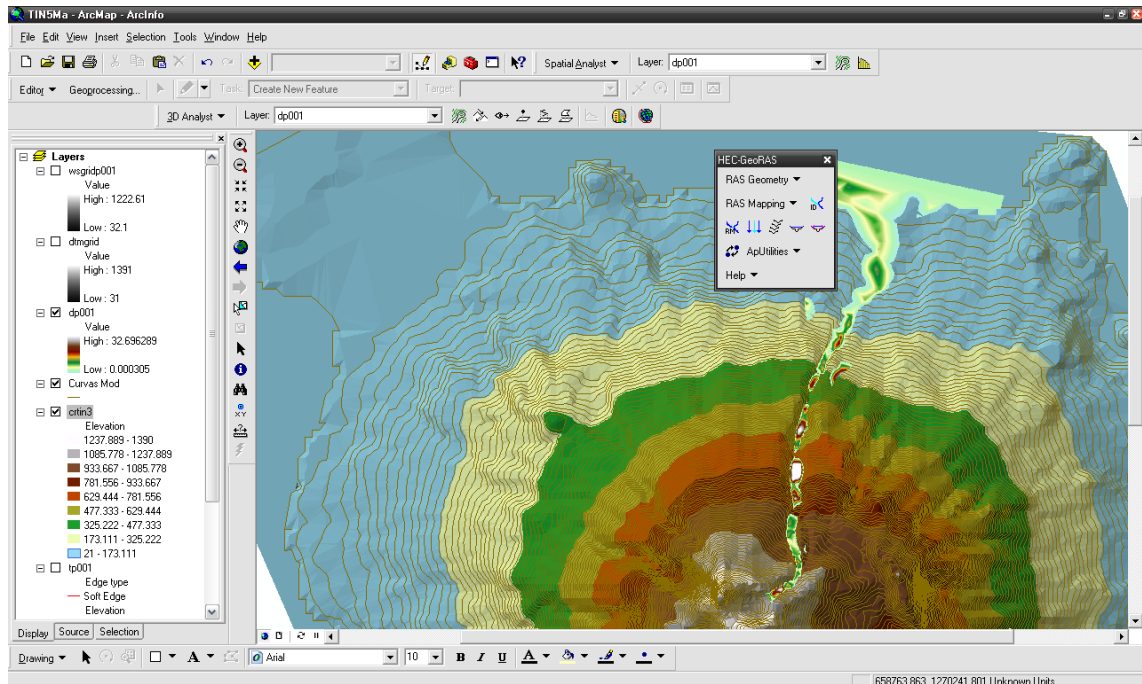 TIN5Ma - ArcMap - ArcInfo
File Edit View Insert Selection Tools Window Help
Spatial Analyst Layer: dp001
Editor Geoprocessing... Task: Create New Feature Target:
3D Analyst Layer: dp001
Layers
wsgridp001
Value
High : 1222.61
Low : 32.1
dtmgrid
Value
High : 1391
Low : 31
dp001
Value
High : 32.696289
Low : 0.000305
Curvas Mod
crtin3
Elevation
1237.889 - 1390
1085.778 - 1237.889
933.667 - 1085.778
781.556 - 933.667
629.444 - 781.556
477.333 - 629.444
325.222 - 477.333
173.111 - 325.222
21 - 173.111
tp001
Edge type
Soft Edge
Elevation
Display Source Selection
HEC-GeoRAS
RAS Geometry
RAS Mapping ID
RM
ApUtilities
Help
Drawing A Arial 10 B I U A
658763.863 1270241.801 Unknown Units